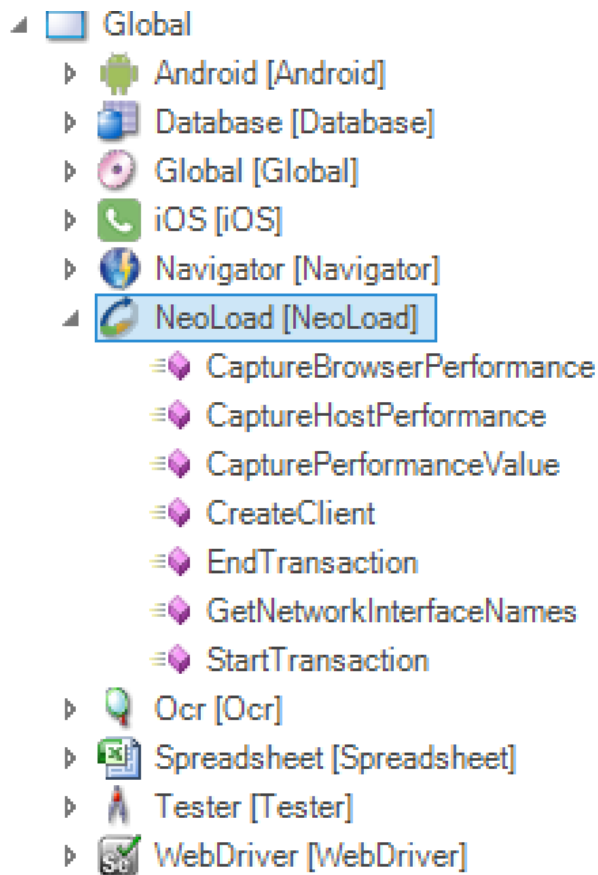 Global
Android [Android]
Database [Database]
Global [Global]
iOS [iOS]
Navigator [Navigator]
NeoLoad [NeoLoad]
CaptureBrowserPerformance
CaptureHostPerformance
CapturePerformanceValue
CreateClient
EndTransaction
GetNetworkInterfaceNames
StartTransaction
Ocr [Ocr]
Spreadsheet [Spreadsheet]
Tester [Tester]
Se WebDriver [WebDriver]